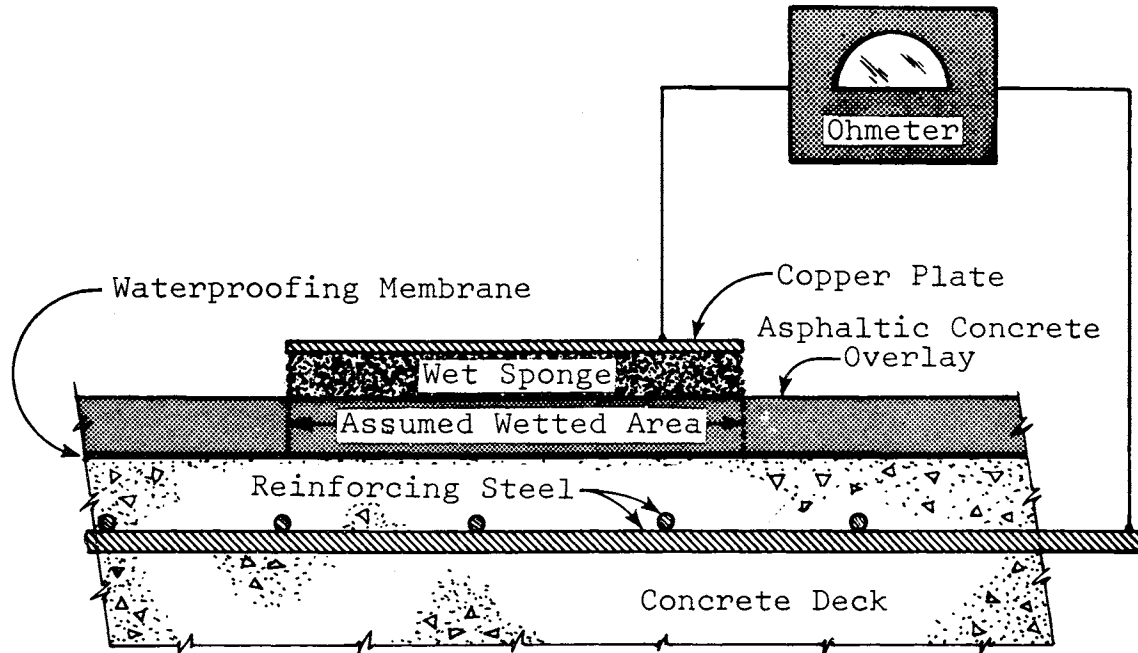 Ohmeter
Waterproofing Membrane
Copper Plate
Asphaltic Concrete
Overlay
Wet Sponge
Assumed Wetted Area
Reinforcing Steel
Concrete Deck